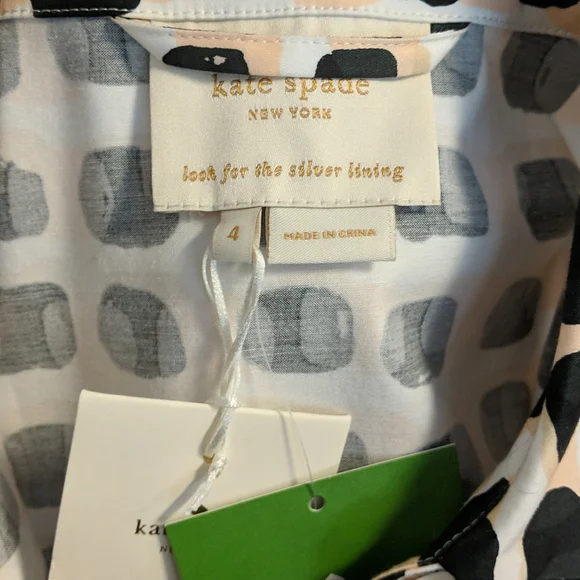 kate spade
NEW YORK
look for the silver lining
4
MADE IN CHINA